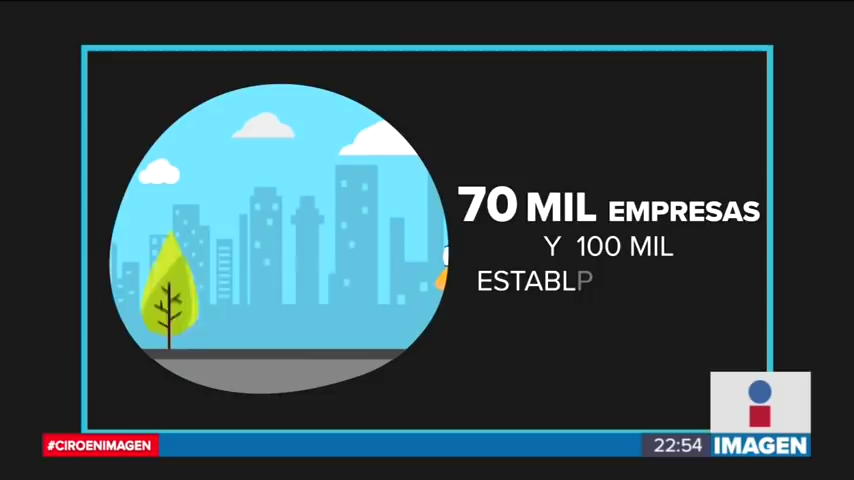 70 MIL EMPRESAS
Y 100 MIL
ESTABLP
#CIROENIMAGEN
22:54 IMAGEN